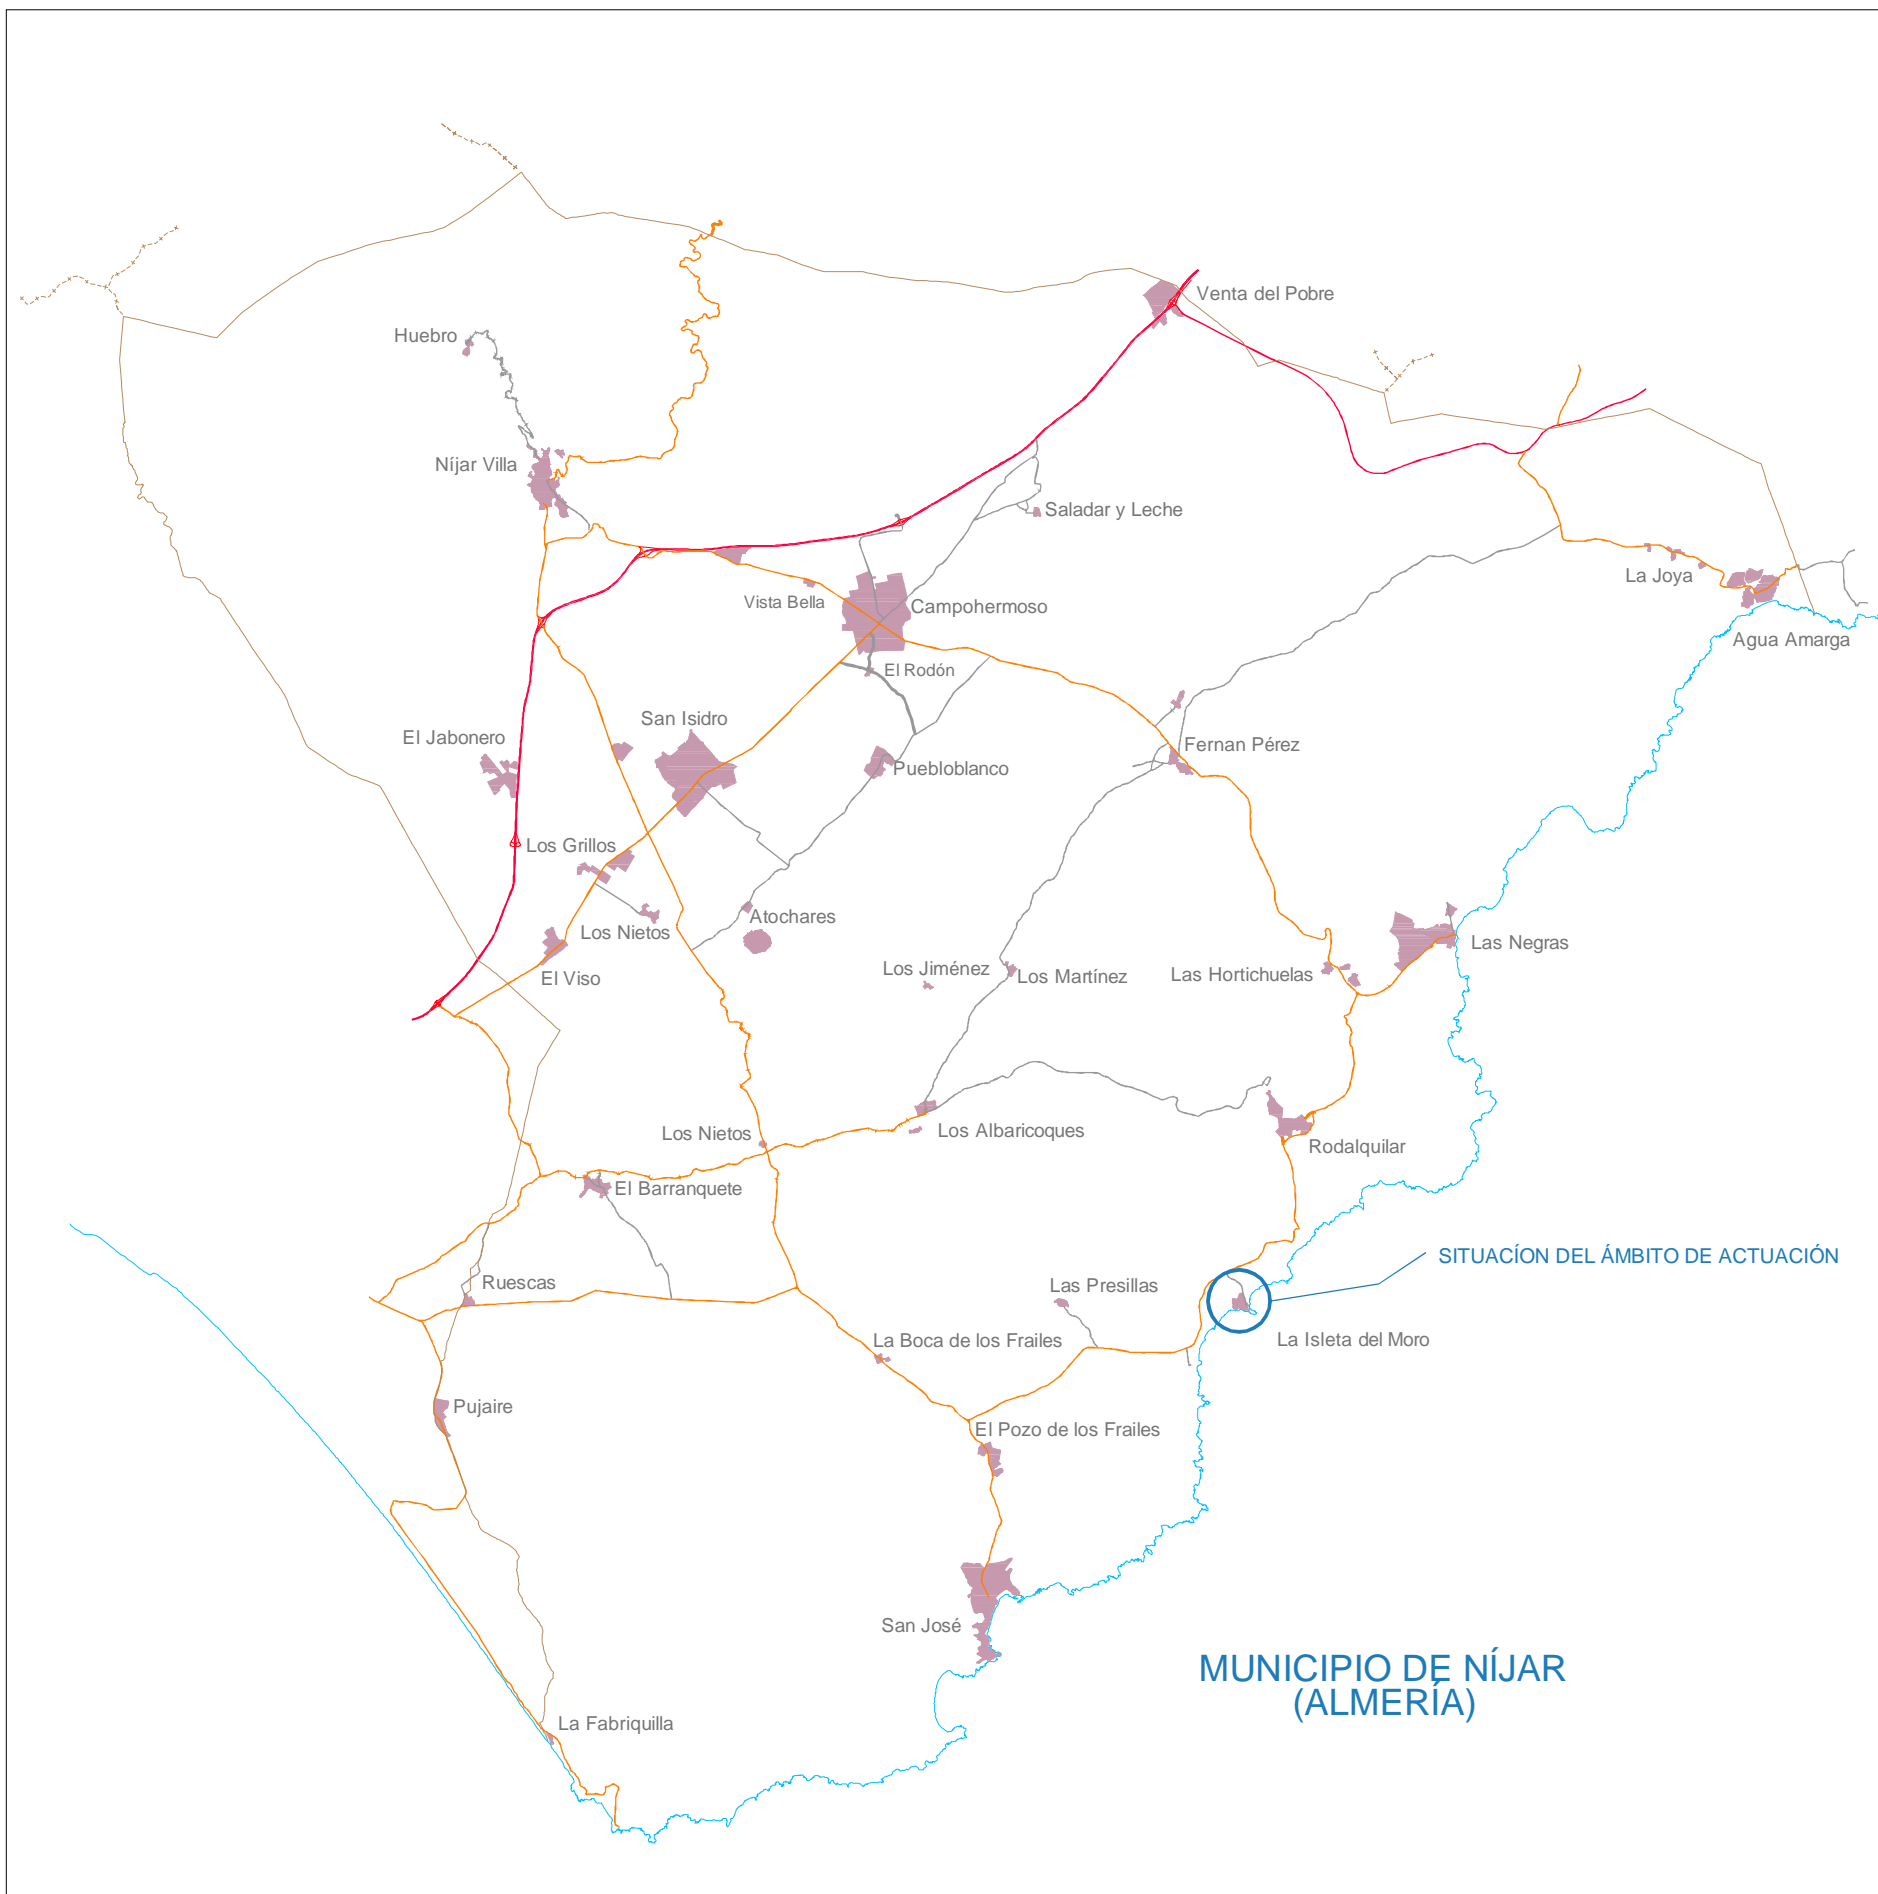 Venta del Pobre
Huebro
Níjar Villa
Saladar y Leche
La Joya
Vista Bella
Campohermoso
Agua Amarga
El Rodón
San Isidro
El Jabonero
Fernan Pérez
Puebloblanco
Los Grillos
Atochares
Los Nietos
Las Negras
El Viso
Los Jiménez
Los Martínez
Las Hortichuelas
Los Nietos
Los Albaricoques
Rodalquilar
El Barranquete
SITUACÍON DEL ÁMBITO DE ACTUACIÓN
Ruescas
Las Presillas
La Boca de los Frailes
La Isleta del Moro
Pujaire
El Pozo de los Frailes
San José
MUNICIPIO DE NÍJAR
(ALMERÍA)
La Fabriquilla